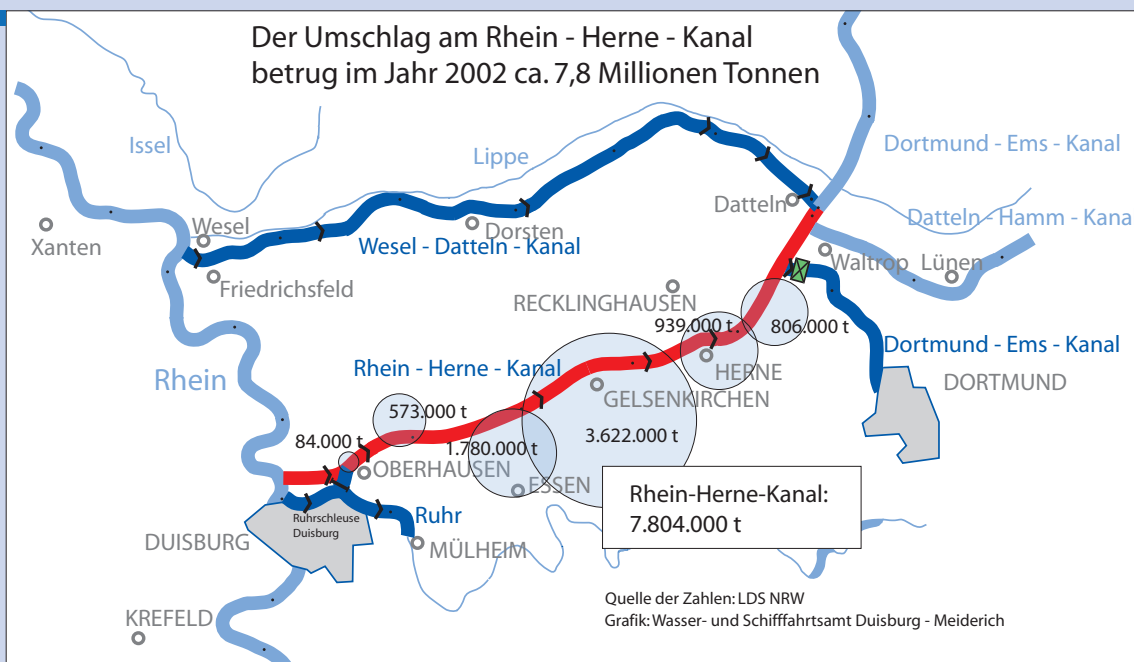 Der Umschlag am Rhein - Herne - Kanal
betrug im Jahr 2002 ca. 7,8 Millionen Tonnen
Issel
Lippe
Dortmund - Ems - Kanal
Datteln
Datteln - Hamm - Kana
Xanten
Wesel
Dorsten
Wesel - Datteln - Kanal
Waltrop
Lünen
Friedrichsfeld
RECKLINGHAUSEN
939.000 t
806.000 t
Rhein
Rhein - Herne - Kanal
HERNE
Dortmund - Ems - Kanal
DORTMUND
GELSENKIRCHEN
573.000 t
84.000 t
1.780.000 t
3.622.000 t
OBERHAUSEN
ESSEN
Rhein-Herne-Kanal:
7.804.000 t
Ruhrschleuse
Duisburg
Ruhr
DUISBURG
MÜLHEIM
KREFELD
Quelle der Zahlen: LDS NRW
Grafik: Wasser- und Schifffahrtsamt Duisburg - Meiderich